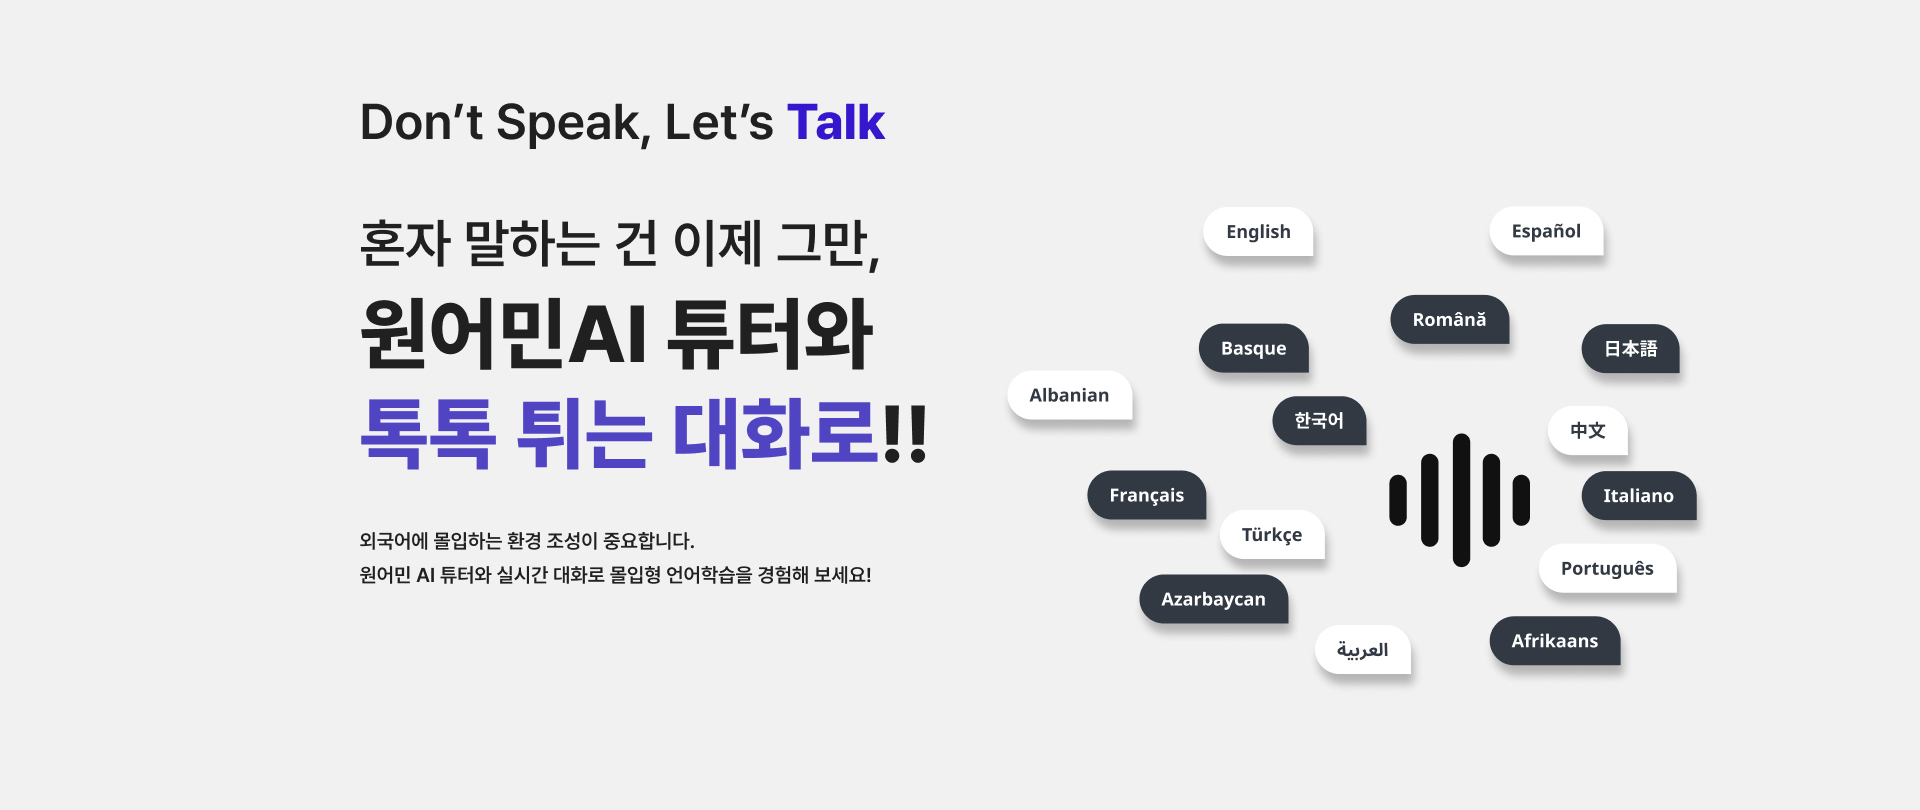 Don’t Speak, Let’s Talk
혼자 말하는 건 이제 그만,
원어민AI 튜터와
톡톡 튀는 대화로!!
외국어에 몰입하는 환경 조성이 중요합니다.
원어민 AI 튜터와 실시간 대화로 몰입형 언어학습을 경험해 보세요!
English
Español
Română
Basque
日本語
Albanian
한국어
中文
Français
Italiano
Türkçe
Português
Azarbaycan
العربية
Afrikaans